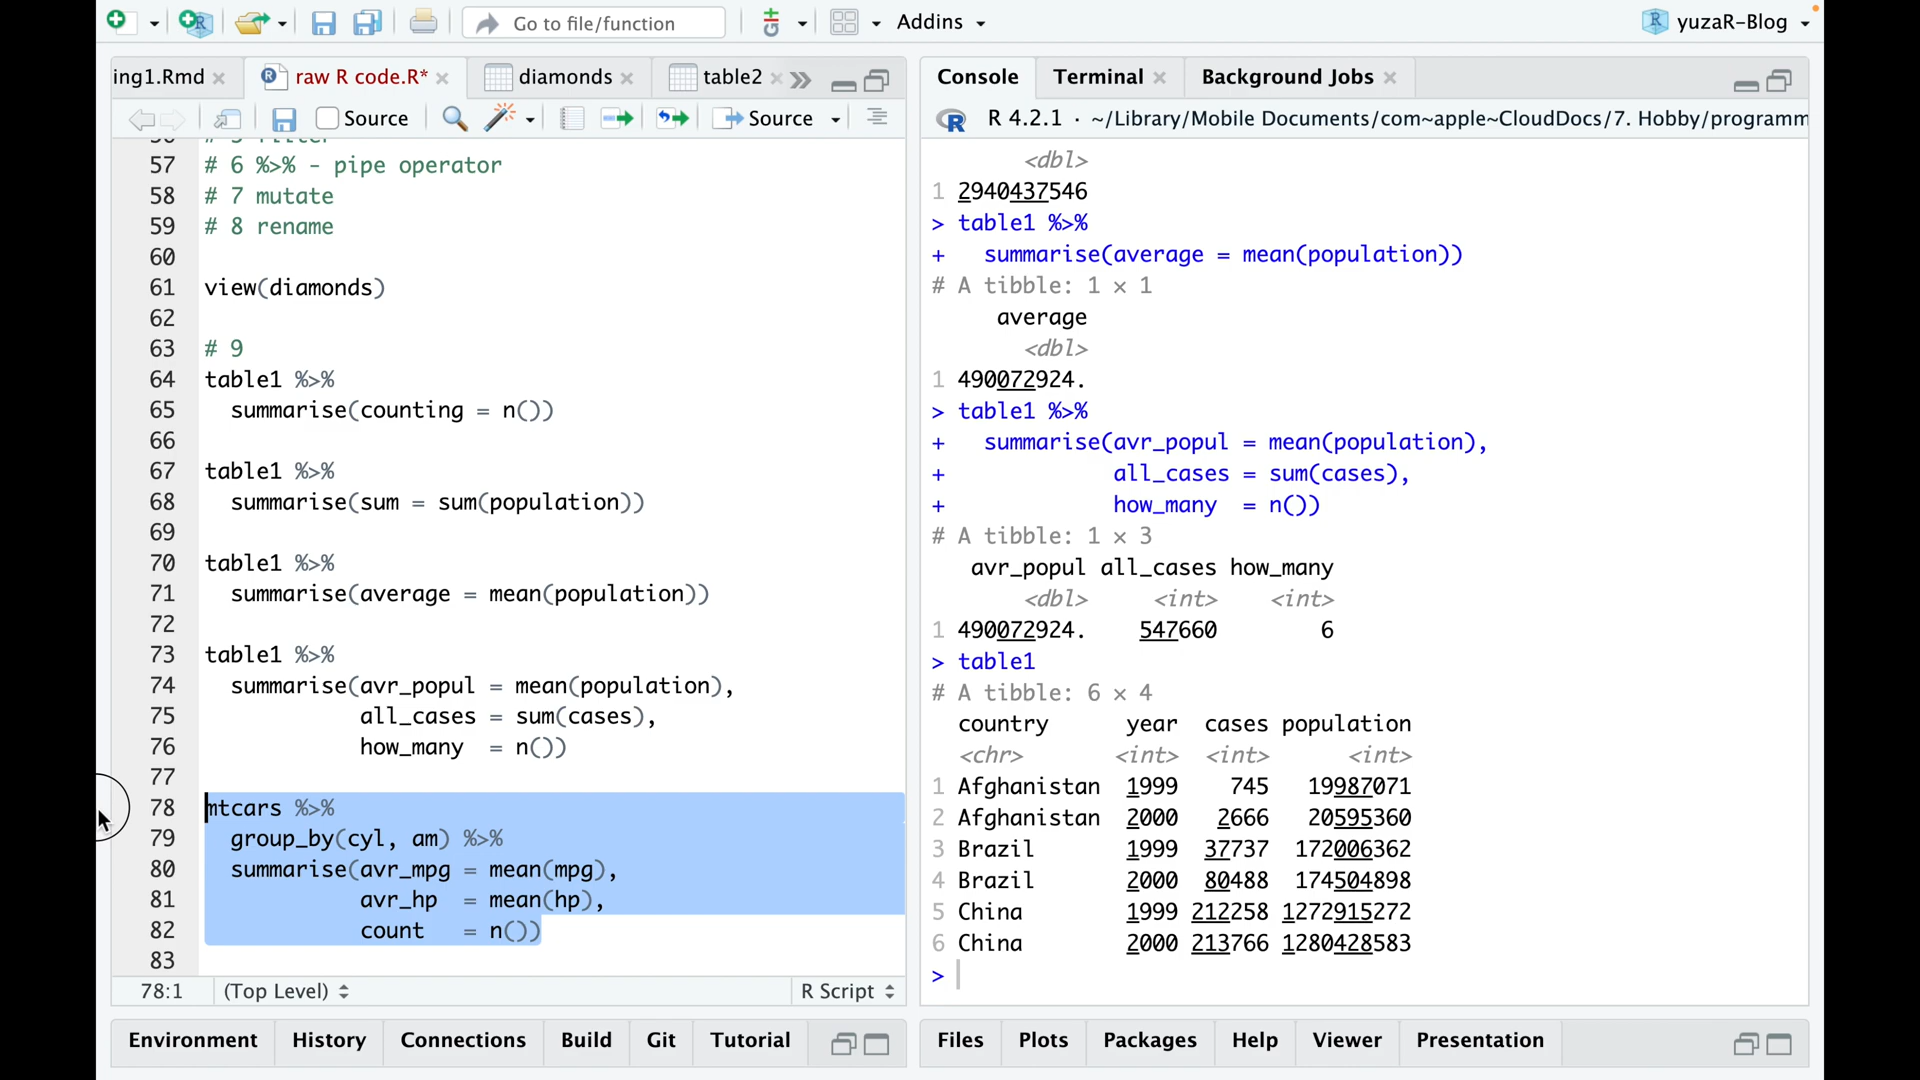 Go to file/function
Addins
yuzaR-Blog
ing1.Rmd
raw R code.R*
diamonds
table2
Source
Source
57 # 6 %>% - pipe operator
58 # 7 mutate
59 # 8 rename
60
61 view(diamonds)
62
63 # 9
64 table1 %>%
65 summarise(counting = n())
66
67 table1 %>%
68 summarise(sum = sum(population))
69
70 table1 %>%
71 summarise(average = mean(population))
72
73 table1 %>%
74 summarise(avr_popul = mean(population),
75 all_cases = sum(cases),
76 how_many = n())
77
78 mtcars %>%
79 group_by(cyl, am) %>%
80 summarise(avr_mpg = mean(mpg),
81 avr_hp = mean(hp),
82 count = n())
83
78:1 (Top Level) R Script
Environment History Connections Build Git Tutorial
Console Terminal Background Jobs
R 4.2.1 · ~/Library/Mobile Documents/com~apple~CloudDocs/7. Hobby/programm
<dbl>
1 2940437546
> table1 %>%
+ summarise(average = mean(population))
# A tibble: 1 × 1
average
<dbl>
1 490072924.
> table1 %>%
+ summarise(avr_popul = mean(population),
+ all_cases = sum(cases),
+ how_many = n())
# A tibble: 1 × 3
avr_popul all_cases how_many
<dbl> <int> <int>
1 490072924. 547660 6
> table1
# A tibble: 6 × 4
country year cases population
<chr> <int> <int> <int>
1 Afghanistan 1999 745 19987071
2 Afghanistan 2000 2666 20595360
3 Brazil 1999 37737 172006362
4 Brazil 2000 80488 174504898
5 China 1999 212258 1272915272
6 China 2000 213766 1280428583
>
Files Plots Packages Help Viewer Presentation